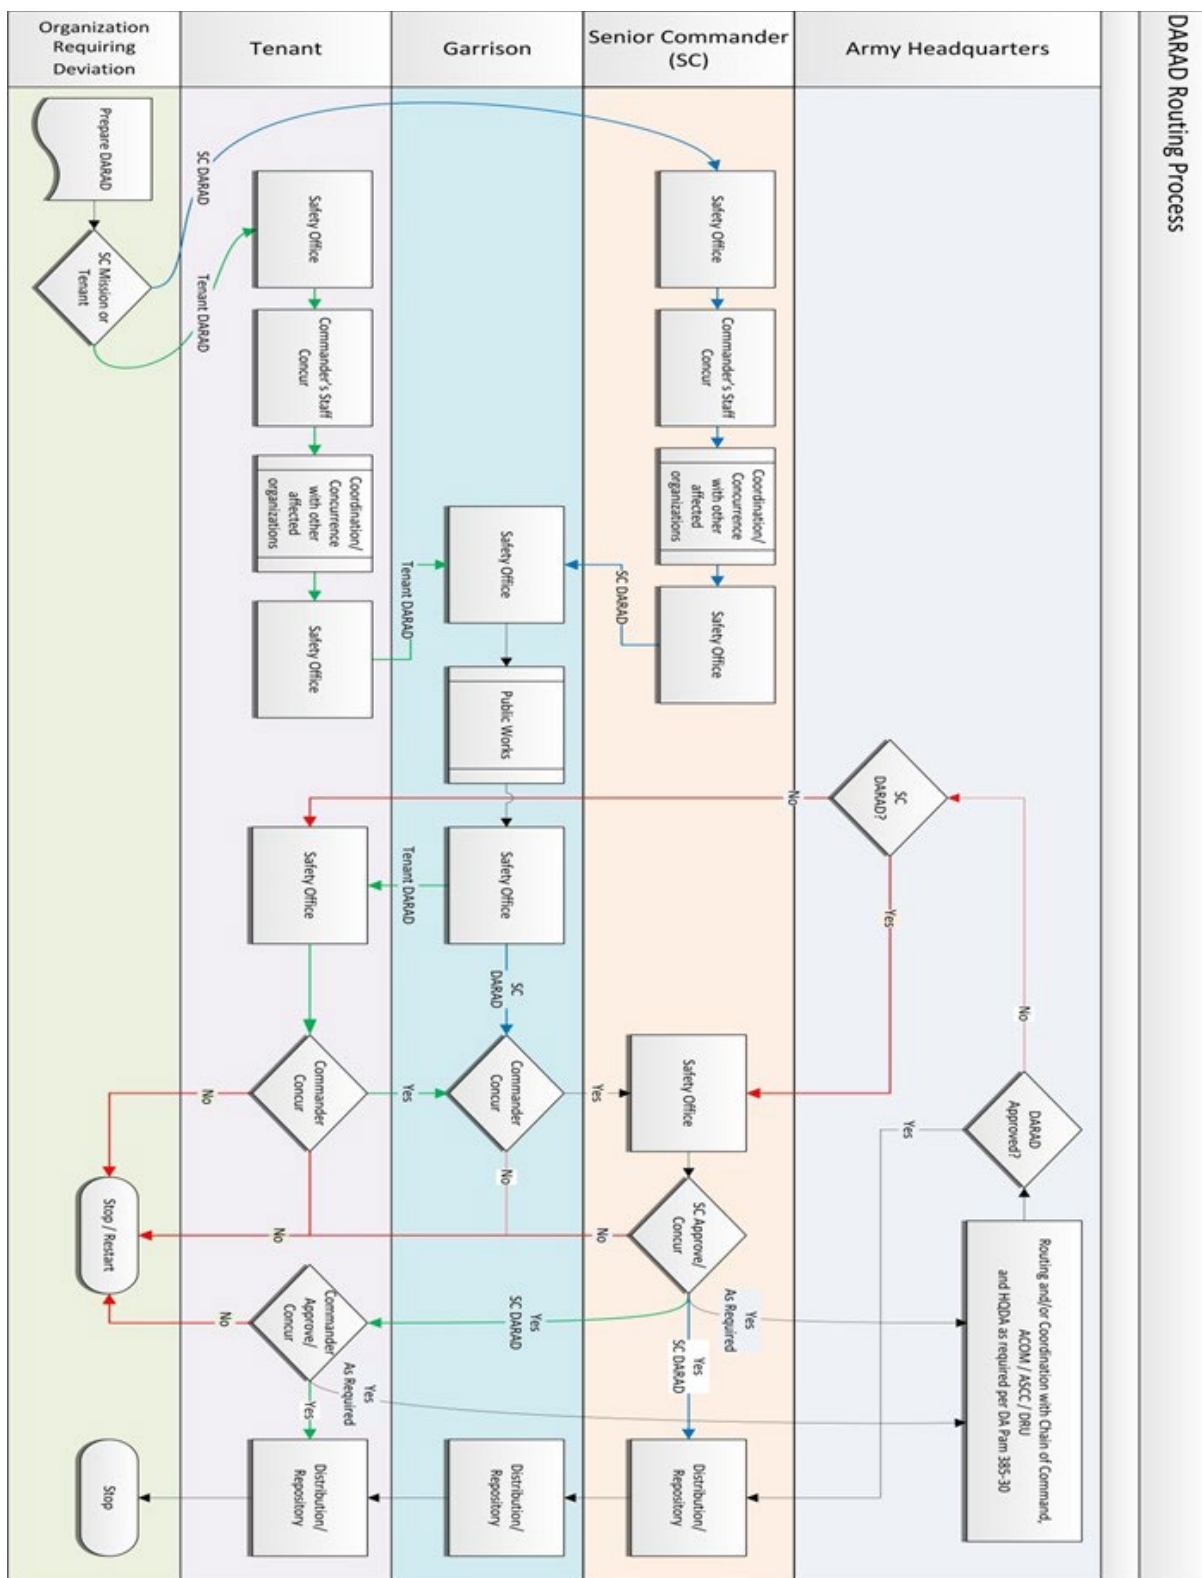 DARAD Routing Process
Organization
Requiring
Deviation
Tenant
Garrison
Senior Commander
(SC)
Army Headquarters
Prepare DARAD
SC Mission or
Tenant
SC DARAD
Tenant DARAD
Safety Office
Commander's Staff
Concur
Coordination/
Concurrence
with other
affected
organizations
Safety Office
Tenant DARAD
Safety Office
Commander's Staff
Concur
Coordination/
Concurrence
with other
affected
organizations
Safety Office
SC DARAD
Safety Office
Public Works
Safety Office
Tenant DARAD
SC
DARAD
Safety Office
SC
DARAD?
No
Yes
No
Commander
Concur
Yes
No
No
Commander
Concur
Yes
No
Safety Office
SC Approve/
Concur
No
Yes
As Required
Yes
SC DARAD
Yes
SC DARAD
DARAD
Approved?
Yes
Routing and/or Coordination with Chain of Command,
ACOM / ASCC / DRU
and HQDA as required per DA Pam 385-30
Stop / Restart
Commander
Approve/
Concur
No
Yes
Yes
As Required
Distribution/
Repository
Distribution/
Repository
Distribution/
Repository
Stop